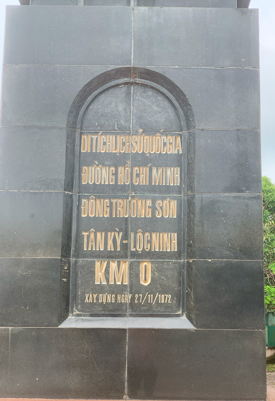 DI TÍCH LỊCH SỬ QUỐC GIA
ĐƯỜNG HỒ CHÍ MINH
ĐÔNG TRƯỜNG SƠN
TÂN KỲ-LỘC NINH
KM 0
XÂY DỰNG NGÀY 27/11/1972